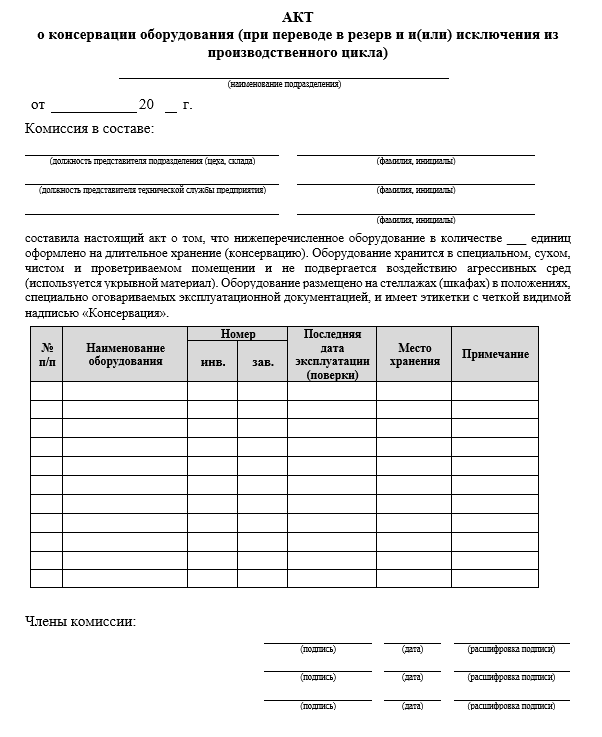 АКТ
о консервации оборудования (при переводе в резерв и и(или) исключения из
производственного цикла)
(наименование подразделения)
от ____________20 __ г.
Комиссия в составе:
(должность представителя подразделения (цеха, склада) (фамилия, инициалы)
(должность представителя технической службы предприятия) (фамилия, инициалы)
(фамилия, инициалы)
составила настоящий акт о том, что нижеперечисленное оборудование в количестве ___ единиц
оформлено на длительное хранение (консервацию). Оборудование хранится в специальном, сухом,
чистом и проветриваемом помещении и не подвергается воздействию агрессивных сред
(используется укрывной материал). Оборудование размещено на стеллажах (шкафах) в положениях,
специально оговариваемых эксплуатационной документацией, и имеет этикетки с четкой видимой
надписью «Консервация».
№ п/п
Наименование оборудования
Номер
инв.
зав.
Последняя дата эксплуатации (поверки)
Место хранения
Примечание
Члены комиссии:
(подпись) (дата) (расшифровка подписи)
(подпись) (дата) (расшифровка подписи)
(подпись) (дата) (расшифровка подписи)